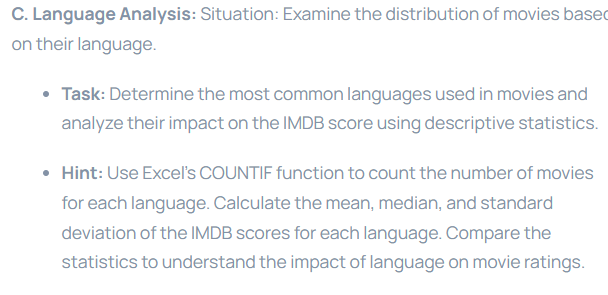 C. Language Analysis: Situation: Examine the distribution of movies based
on their language.
• Task: Determine the most common languages used in movies and
analyze their impact on the IMDB score using descriptive statistics.
• Hint: Use Excel's COUNTIF function to count the number of movies
for each language. Calculate the mean, median, and standard
deviation of the IMDB scores for each language. Compare the
statistics to understand the impact of language on movie ratings.